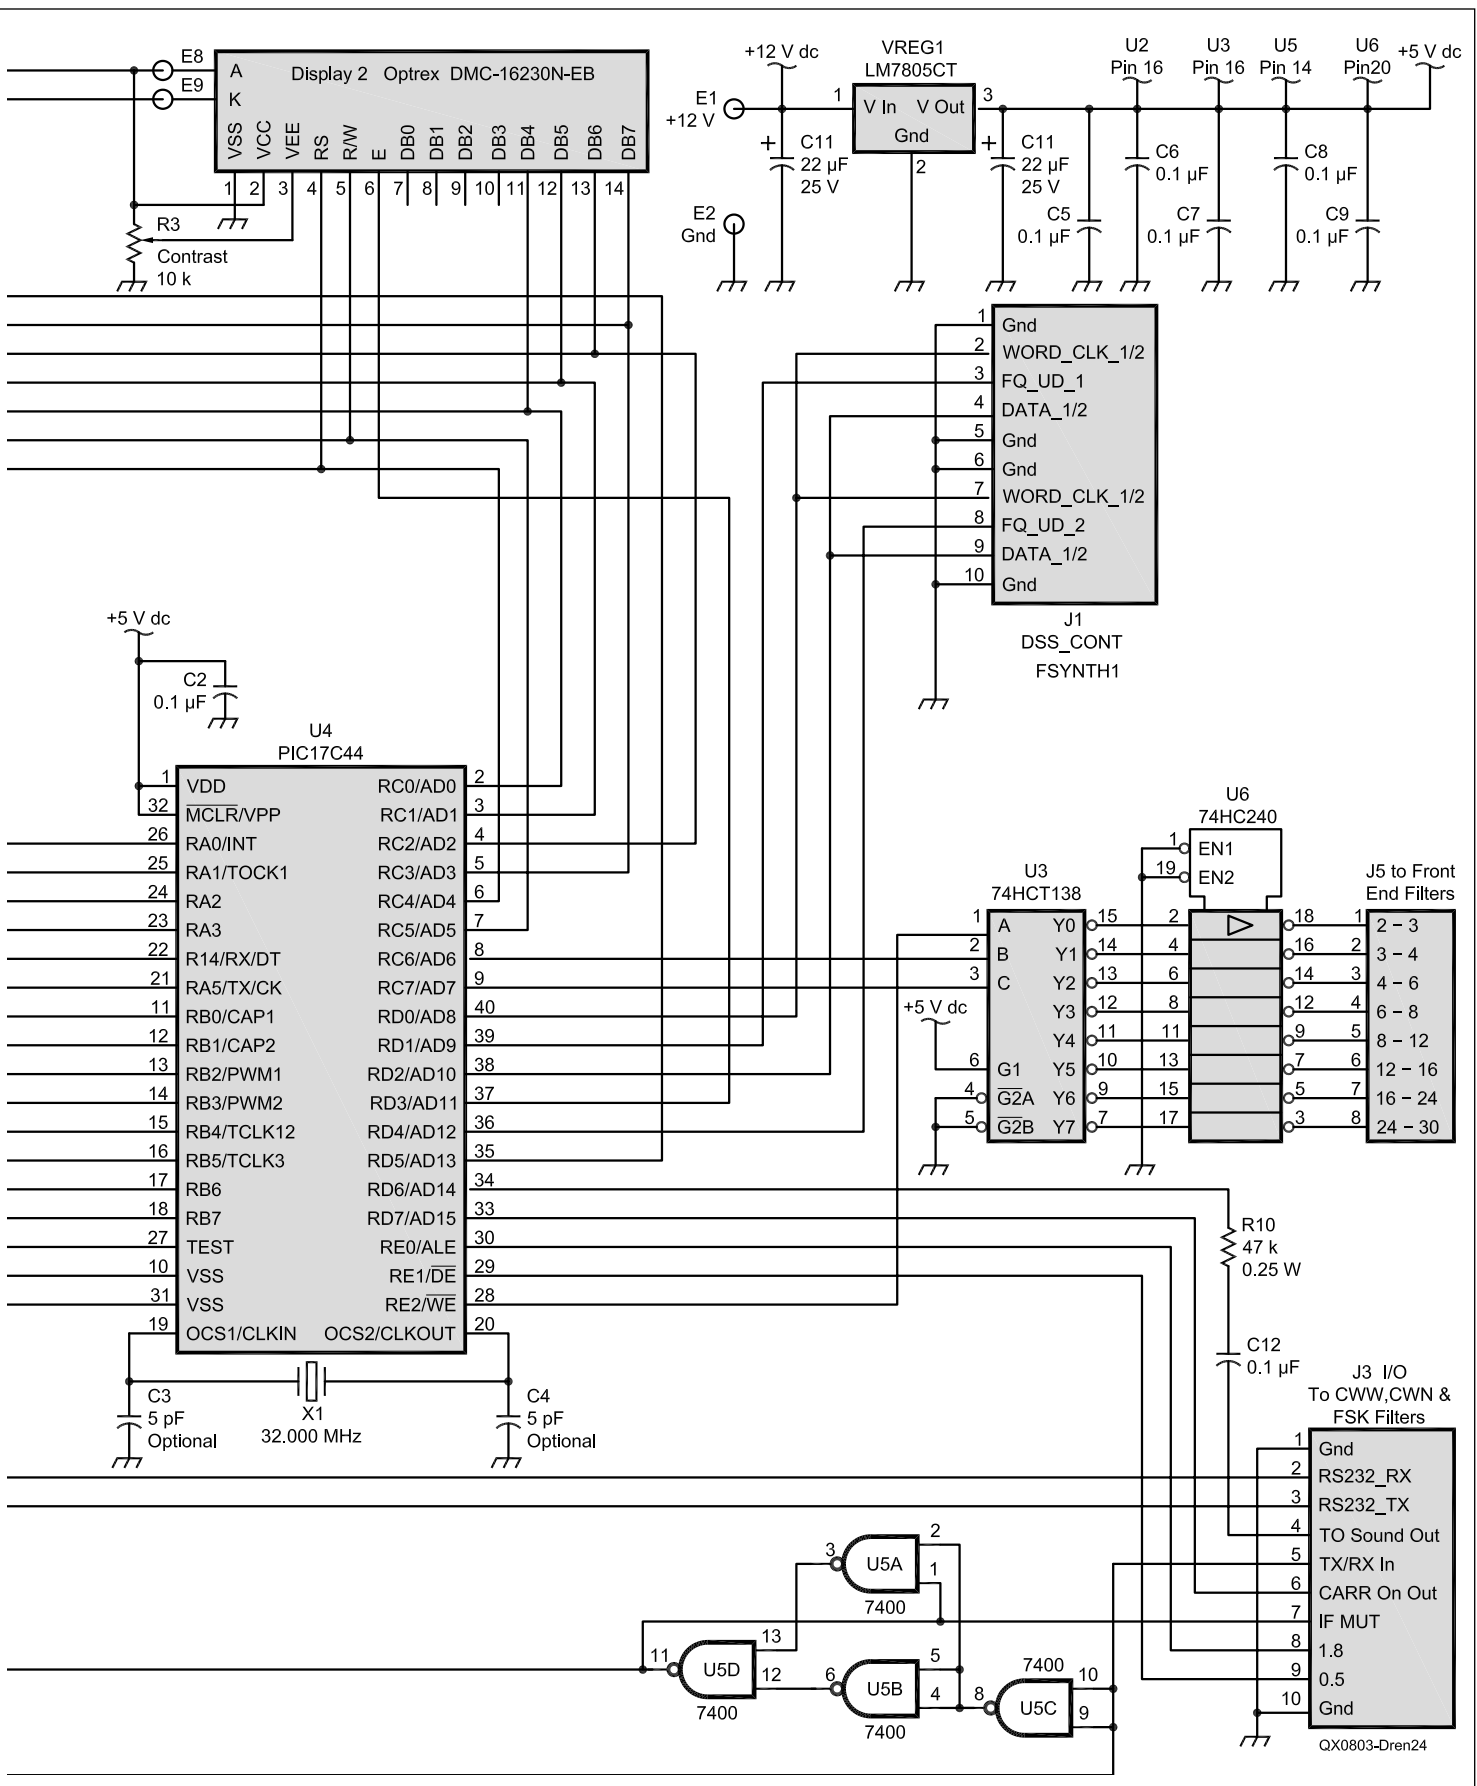 E8
E9
A
K
Display 2 Optrex DMC-16230N-EB
VSS
VCC
VEE
RS
R/W
E
DB0
DB1
DB2
DB3
DB4
DB5
DB6
DB7
1 2 3 4 5 6 7 8 9 10 11 12 13 14
R3
Contrast
10 k
+12 V dc
E1
+12 V
VREG1
LM7805CT
1
V In V Out
Gnd
3
2
+
C11
22 µF
25 V
+
C11
22 µF
25 V
E2
Gnd
U2
Pin 16
U3
Pin 16
U5
Pin 14
U6
Pin20
+5 V dc
C6
0.1 µF
C8
0.1 µF
C5
0.1 µF
C7
0.1 µF
C9
0.1 µF
1 Gnd
2 WORD_CLK_1/2
3 FQ_UD_1
4 DATA_1/2
5 Gnd
6 Gnd
7 WORD_CLK_1/2
8 FQ_UD_2
9 DATA_1/2
10 Gnd
J1
DSS_CONT
FSYNTH1
+5 V dc
C2
0.1 µF
U4
PIC17C44
1 VDD RC0/AD0 2
32 MCLR/VPP RC1/AD1 3
26 RA0/INT RC2/AD2 4
25 RA1/TOCK1 RC3/AD3 5
24 RA2 RC4/AD4 6
23 RA3 RC5/AD5 7
22 R14/RX/DT RC6/AD6 8
21 RA5/TX/CK RC7/AD7 9
11 RB0/CAP1 RD0/AD8 40
12 RB1/CAP2 RD1/AD9 39
13 RB2/PWM1 RD2/AD10 38
14 RB3/PWM2 RD3/AD11 37
15 RB4/TCLK12 RD4/AD12 36
16 RB5/TCLK3 RD5/AD13 35
17 RB6 RD6/AD14 34
18 RB7 RD7/AD15 33
27 TEST RE0/ALE 30
10 VSS RE1/DE 29
31 VSS RE2/WE 28
19 OCS1/CLKIN OCS2/CLKOUT 20
C3
5 pF
Optional
X1
32.000 MHz
C4
5 pF
Optional
U3
74HCT138
1 A Y0 15
2 B Y1 14
3 C Y2 13
Y3 12
Y4 11
6 G1 Y5 10
4 G2A Y6 9
5 G2B Y7 7
+5 V dc
U6
74HC240
1 EN1
19 EN2
2 18
4 16
6 14
8 12
11 9
13 7
15 5
17 3
J5 to Front
End Filters
1 2 – 3
2 3 – 4
3 4 – 6
4 6 – 8
5 8 – 12
6 12 – 16
7 16 – 24
8 24 – 30
R10
47 k
0.25 W
C12
0.1 µF
J3 I/O
To CWW,CWN &
FSK Filters
1 Gnd
2 RS232_RX
3 RS232_TX
4 TO Sound Out
5 TX/RX In
6 CARR On Out
7 IF MUT
8 1.8
9 0.5
10 Gnd
3 U5A 2
1
7400
11 U5D 13
12
7400
6 U5B 5
4
7400
7400
8 U5C 10
9
QX0803-Dren24